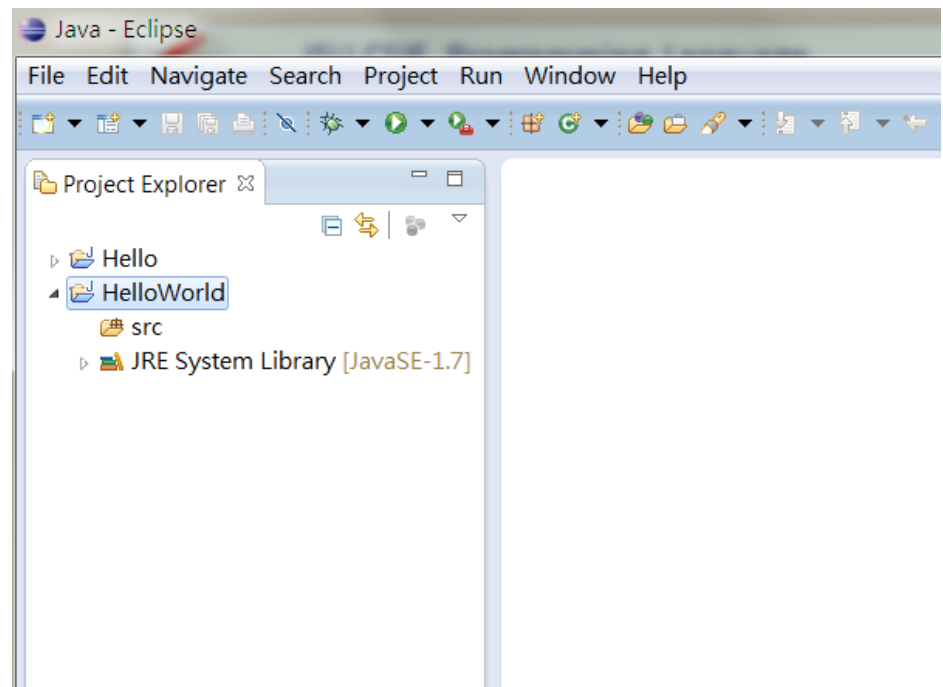 Java - Eclipse
File Edit Navigate Search Project Run Window Help
Project Explorer
Hello
HelloWorld
src
JRE System Library [JavaSE-1.7]